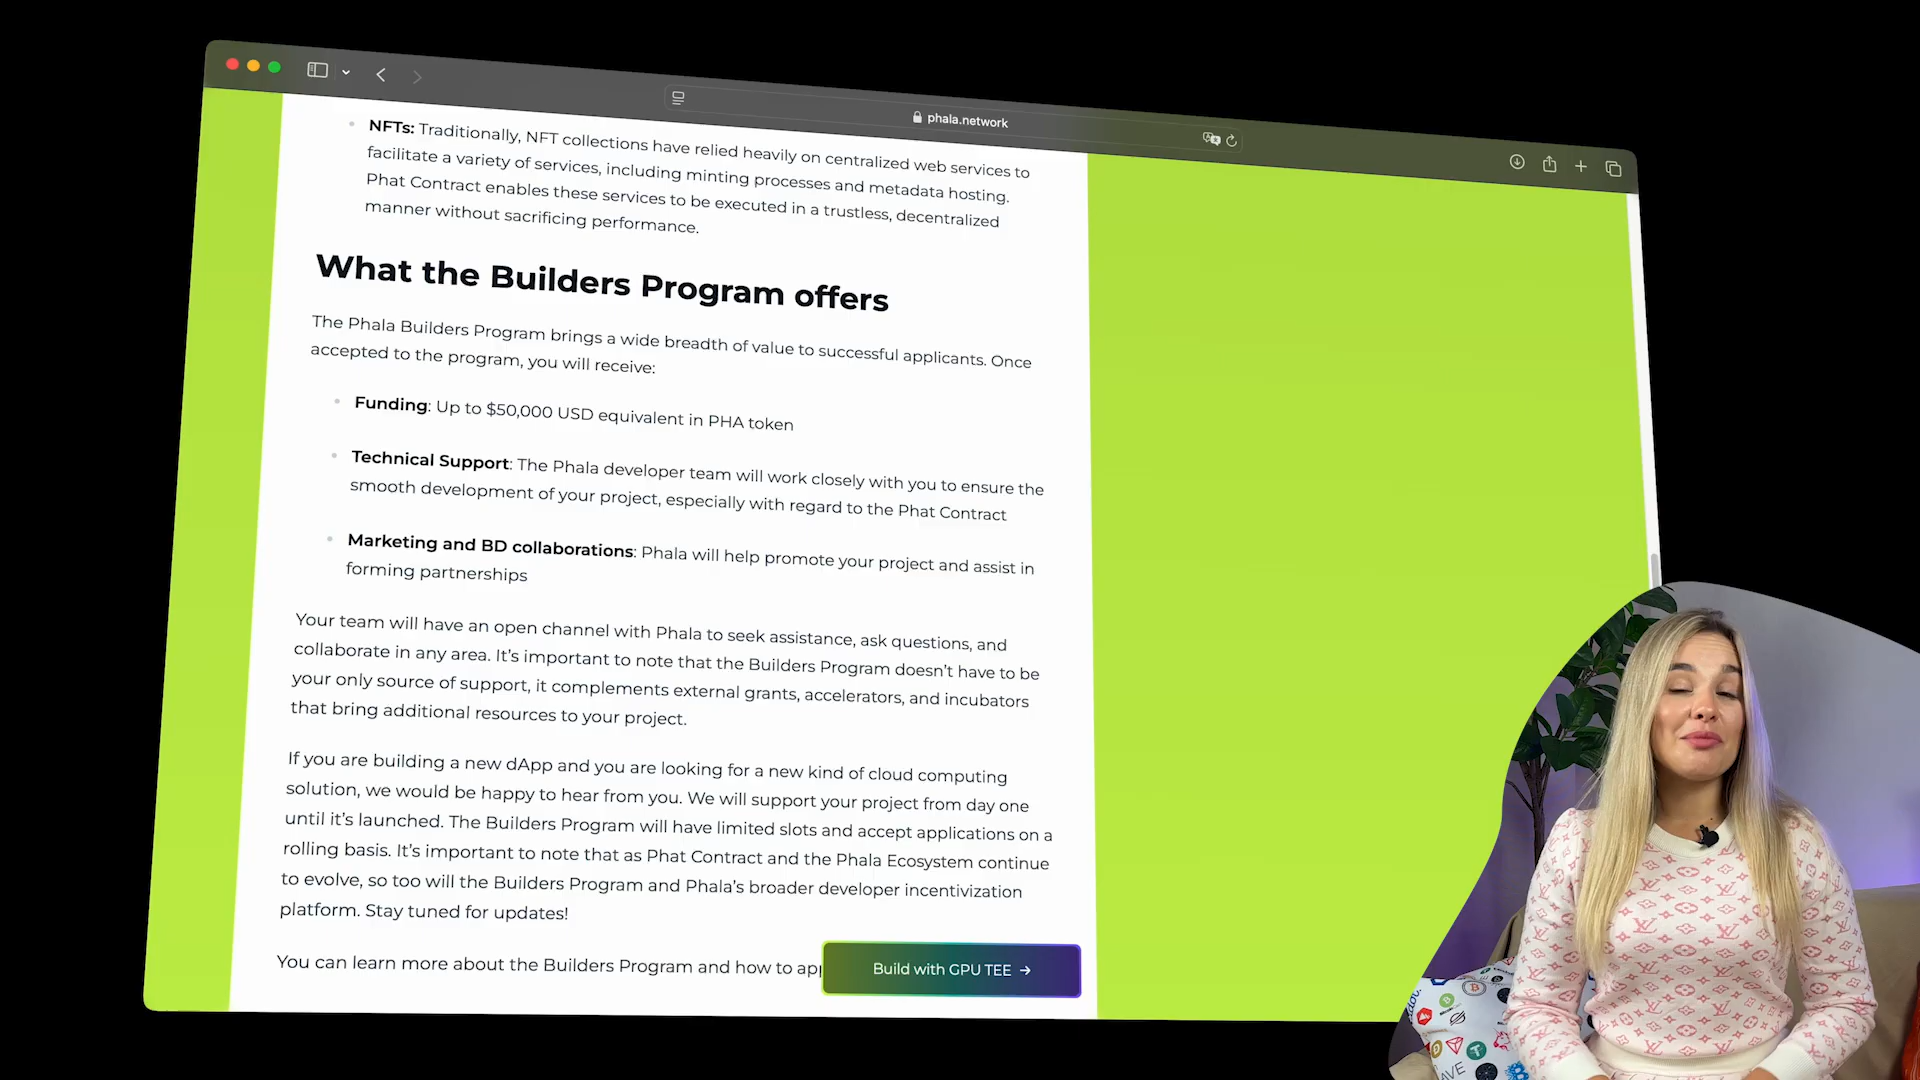 phala.network
NFTs: Traditionally, NFT collections have relied heavily on centralized web services to
facilitate a variety of services, including minting processes and metadata hosting.
Phat Contract enables these services to be executed in a trustless, decentralized
manner without sacrificing performance.
What the Builders Program offers
The Phala Builders Program brings a wide breadth of value to successful applicants. Once
accepted to the program, you will receive:
Funding: Up to $50,000 USD equivalent in PHA token
Technical Support: The Phala developer team will work closely with you to ensure the
smooth development of your project, especially with regard to the Phat Contract
Marketing and BD collaborations: Phala will help promote your project and assist in
forming partnerships
Your team will have an open channel with Phala to seek assistance, ask questions, and
collaborate in any area. It's important to note that the Builders Program doesn't have to be
your only source of support, it complements external grants, accelerators, and incubators
that bring additional resources to your project.
If you are building a new dApp and you are looking for a new kind of cloud computing
solution, we would be happy to hear from you. We will support your project from day one
until it's launched. The Builders Program will have limited slots and accept applications on a
rolling basis. It's important to note that as Phat Contract and the Phala Ecosystem continue
to evolve, so too will the Builders Program and Phala's broader developer incentivization
platform. Stay tuned for updates!
You can learn more about the Builders Program and how to app
Build with GPU TEE →